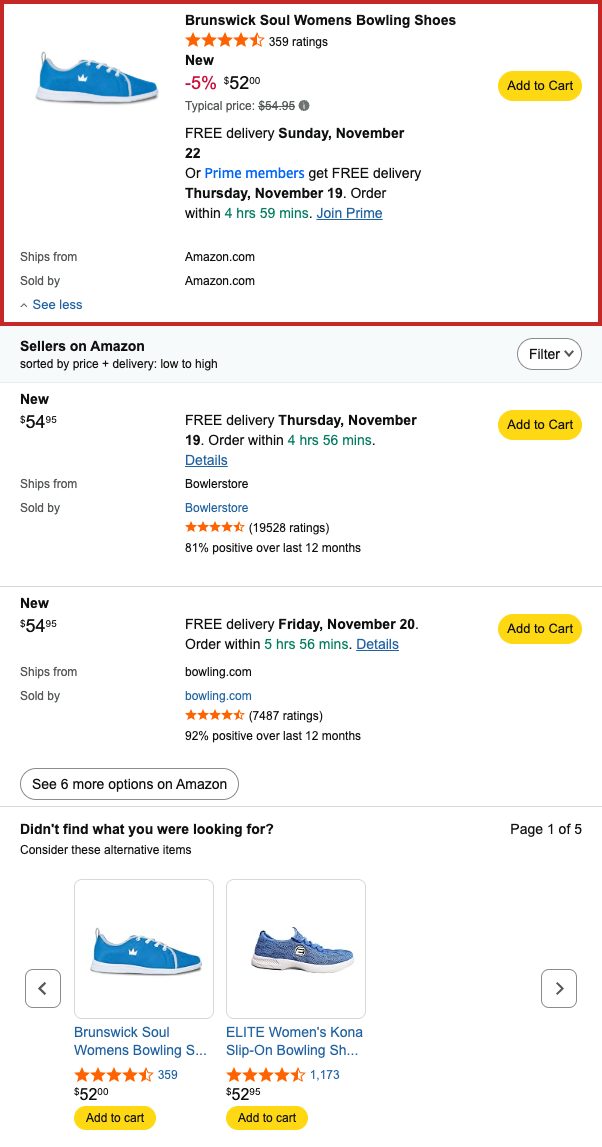 Brunswick Soul Womens Bowling Shoes
359 ratings
New
-5% $5200
Typical price: $54.95
Add to Cart
FREE delivery Sunday, November
22
Or Prime members get FREE delivery
Thursday, November 19. Order
within 4 hrs 59 mins. Join Prime
Ships from Amazon.com
Sold by Amazon.com
See less
Sellers on Amazon
sorted by price + delivery: low to high
Filter
New
$5495
FREE delivery Thursday, November
19. Order within 4 hrs 56 mins.
Details
Add to Cart
Ships from Bowlerstore
Sold by Bowlerstore
(19528 ratings)
81% positive over last 12 months
New
$5495
FREE delivery Friday, November 20.
Order within 5 hrs 56 mins. Details
Add to Cart
Ships from bowling.com
Sold by bowling.com
(7487 ratings)
92% positive over last 12 months
See 6 more options on Amazon
Didn't find what you were looking for?
Page 1 of 5
Consider these alternative items
Brunswick Soul
Womens Bowling S...
359
$5200
Add to cart
ELITE Women's Kona
Slip-On Bowling Sh...
1,173
$5295
Add to cart